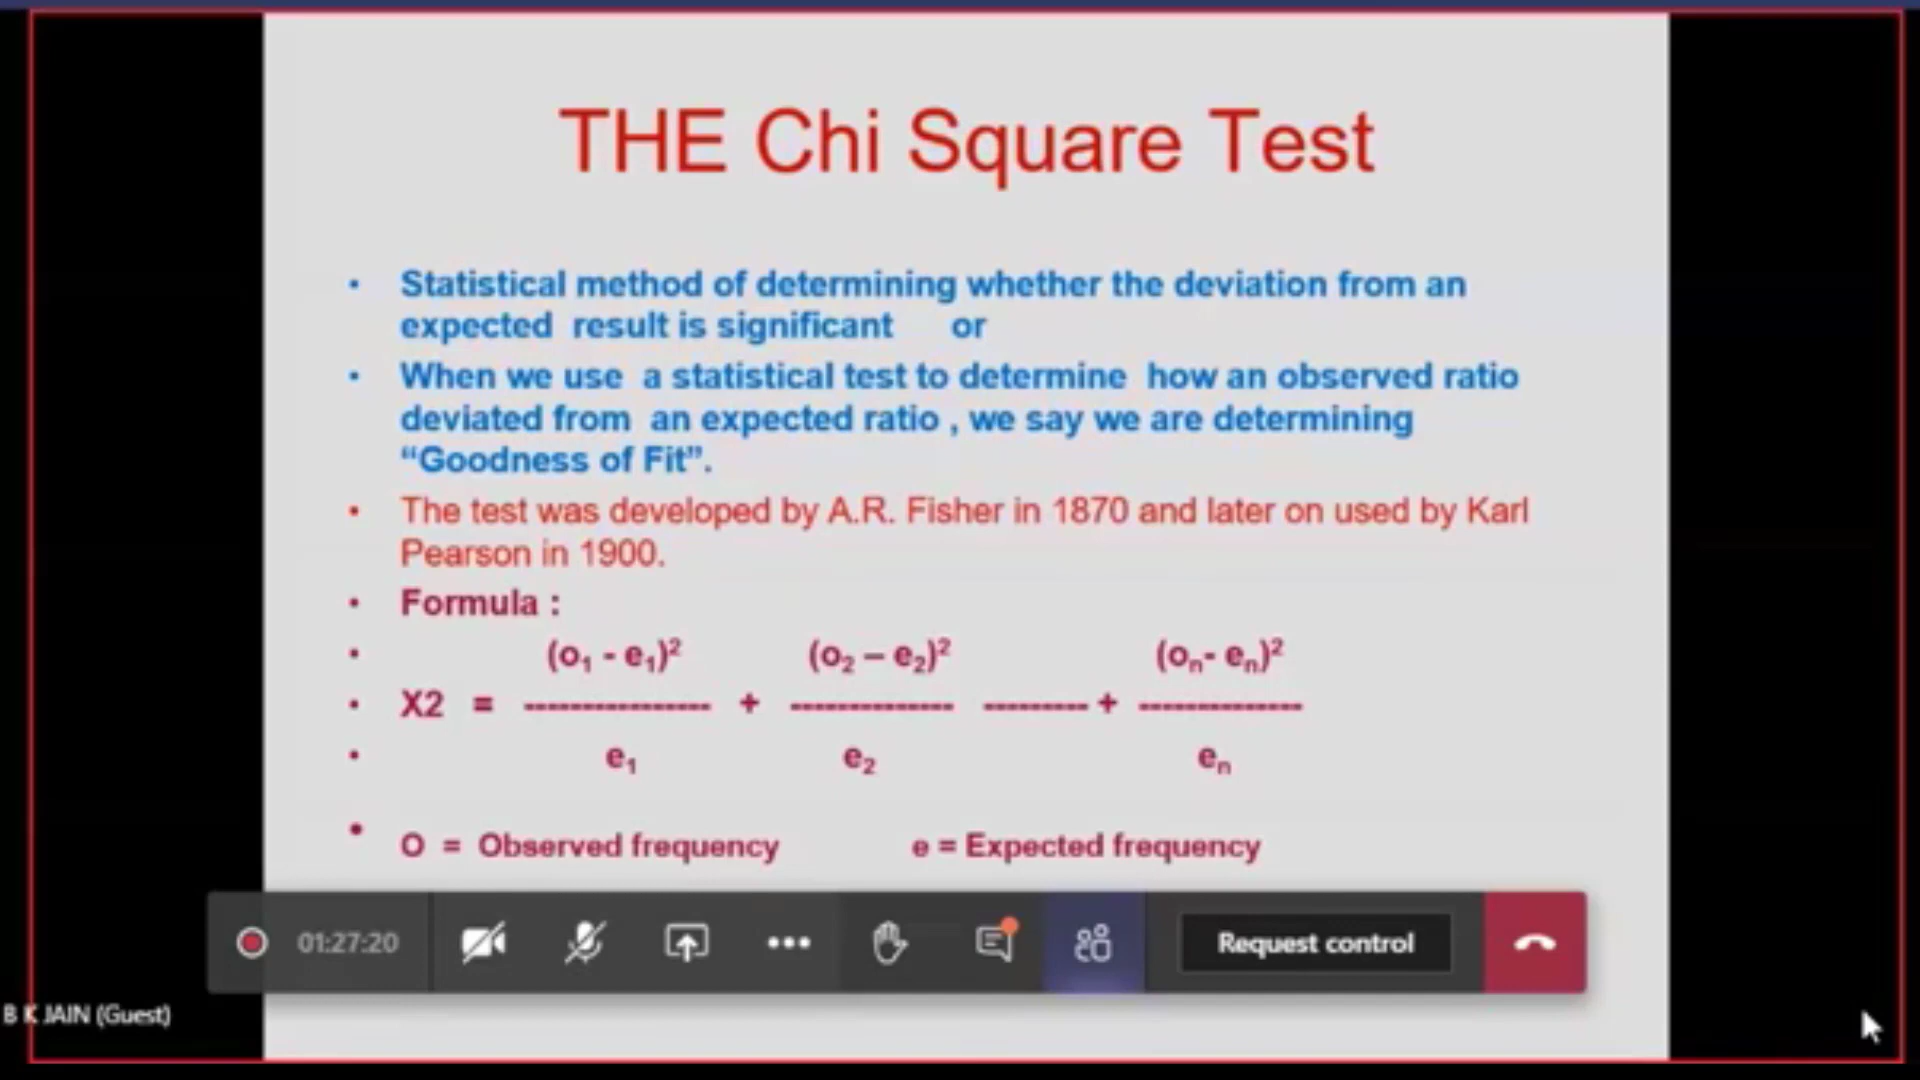 THE Chi Square Test
• Statistical method of determining whether the deviation from an
expected result is significant or
• When we use a statistical test to determine how an observed ratio
deviated from an expected ratio , we say we are determining
“Goodness of Fit”.
• The test was developed by A.R. Fisher in 1870 and later on used by Karl
Pearson in 1900.
• Formula :
• (o₁ - e₁)² (o₂ – e₂)² (oₙ- eₙ)²
• X2 = ---------------- + -------------- --------- + --------------
• e₁ e₂ eₙ
• O = Observed frequency e = Expected frequency
01:27:20 Request control
B K JAIN (Guest)